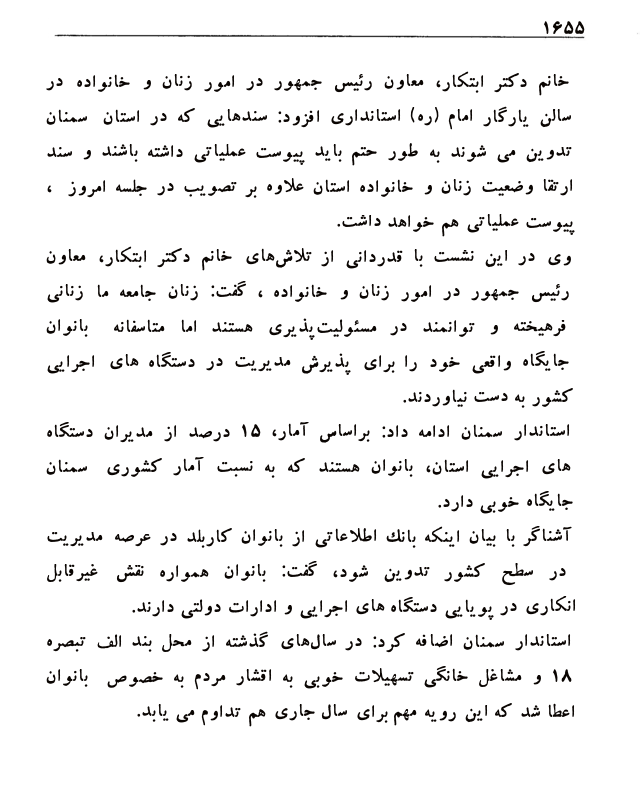 ۱۶۵۵
خانم دکتر ابتکار، معاون رئیس جمهور در امور زنان و خانواده در
سالن یارگار امام (ره) استانداری افزود: سندهایی که در استان سمنان
تدوین می شوند به طور حتم باید پیوست عملیاتی داشته باشند و سند
ارتقا وضعیت زنان و خانواده استان علاوه بر تصویب در جلسه امروز ،
پیوست عملیاتی هم خواهد داشت.
وی در این نشست با قدردانی از تلاش‌های خانم دکتر ابتکار، معاون
رئیس جمهور در امور زنان و خانواده ، گفت: زنان جامعه ما زنانی
فرهیخته و توانمند در مسئولیت‌پذیری هستند اما متاسفانه بانوان
جایگاه واقعی خود را برای پذیرش مدیریت در دستگاه های اجرایی
کشور به دست نیاوردند.
استاندار سمنان ادامه داد: براساس آمار، ۱۵ درصد از مدیران دستگاه
های اجرایی استان، بانوان هستند که به نسبت آمار کشوری سمنان
جایگاه خوبی دارد.
آشناگر با بیان اینکه بانك اطلاعاتی از بانوان کاربلد در عرصه مدیریت
در سطح کشور تدوین شود، گفت: بانوان همواره نقش غیرقابل
انکاری در پویایی دستگاه های اجرایی و ادارات دولتی دارند.
استاندار سمنان اضافه کرد: در سال‌های گذشته از محل بند الف تبصره
۱۸ و مشاغل خانگی تسهیلات خوبی به اقشار مردم به خصوص بانوان
اعطا شد که این رویه مهم برای سال جاری هم تداوم می یابد.